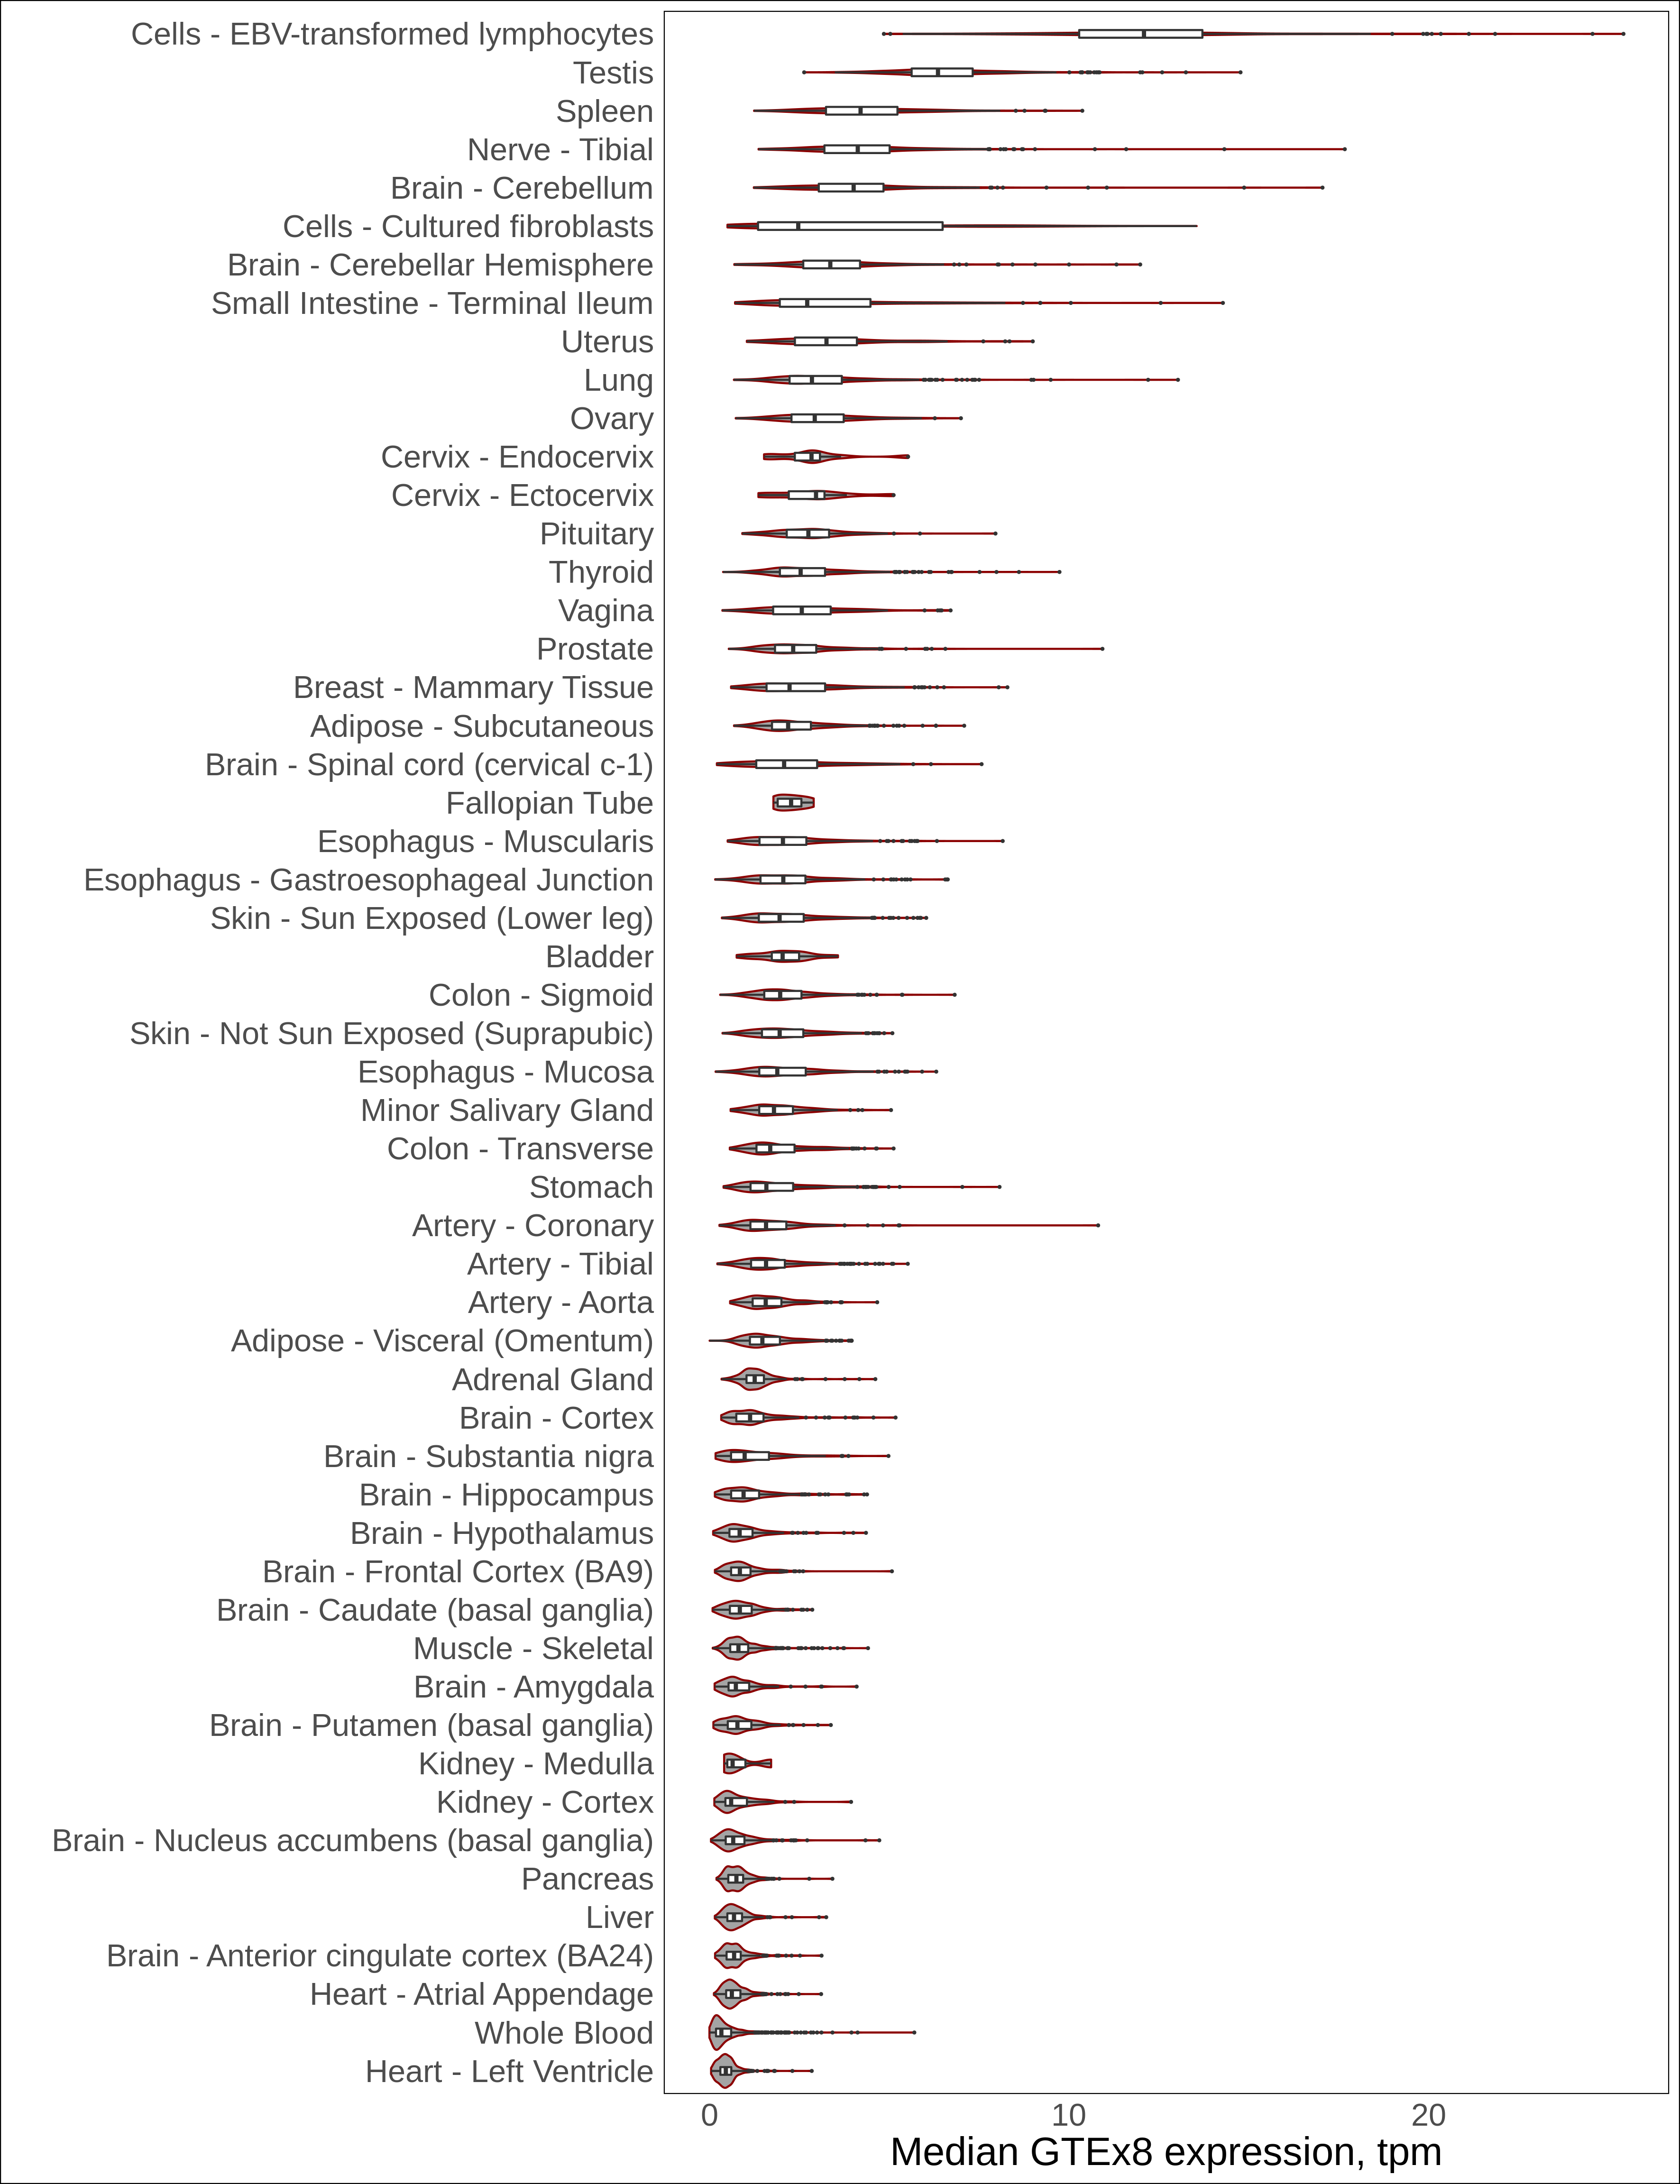 Cells - EBV-transformed lymphocytes
Testis
Spleen
Nerve - Tibial
Brain - Cerebellum
Cells - Cultured fibroblasts
Brain - Cerebellar Hemisphere
Small Intestine - Terminal Ileum
Uterus
Lung
Ovary
Cervix - Endocervix
Cervix - Ectocervix
Pituitary
Thyroid
Vagina
Prostate
Breast - Mammary Tissue
Adipose - Subcutaneous
Brain - Spinal cord (cervical c-1)
Fallopian Tube
Esophagus - Muscularis
Esophagus - Gastroesophageal Junction
Skin - Sun Exposed (Lower leg)
Bladder
Colon - Sigmoid
Skin - Not Sun Exposed (Suprapubic)
Esophagus - Mucosa
Minor Salivary Gland
Colon - Transverse
Stomach
Artery - Coronary
Artery - Tibial
Artery - Aorta
Adipose - Visceral (Omentum)
Adrenal Gland
Brain - Cortex
Brain - Substantia nigra
Brain - Hippocampus
Brain - Hypothalamus
Brain - Frontal Cortex (BA9)
Brain - Caudate (basal ganglia)
Muscle - Skeletal
Brain - Amygdala
Brain - Putamen (basal ganglia)
Kidney - Medulla
Kidney - Cortex
Brain - Nucleus accumbens (basal ganglia)
Pancreas
Liver
Brain - Anterior cingulate cortex (BA24)
Heart - Atrial Appendage
Whole Blood
Heart - Left Ventricle
0 10 20
Median GTEx8 expression, tpm